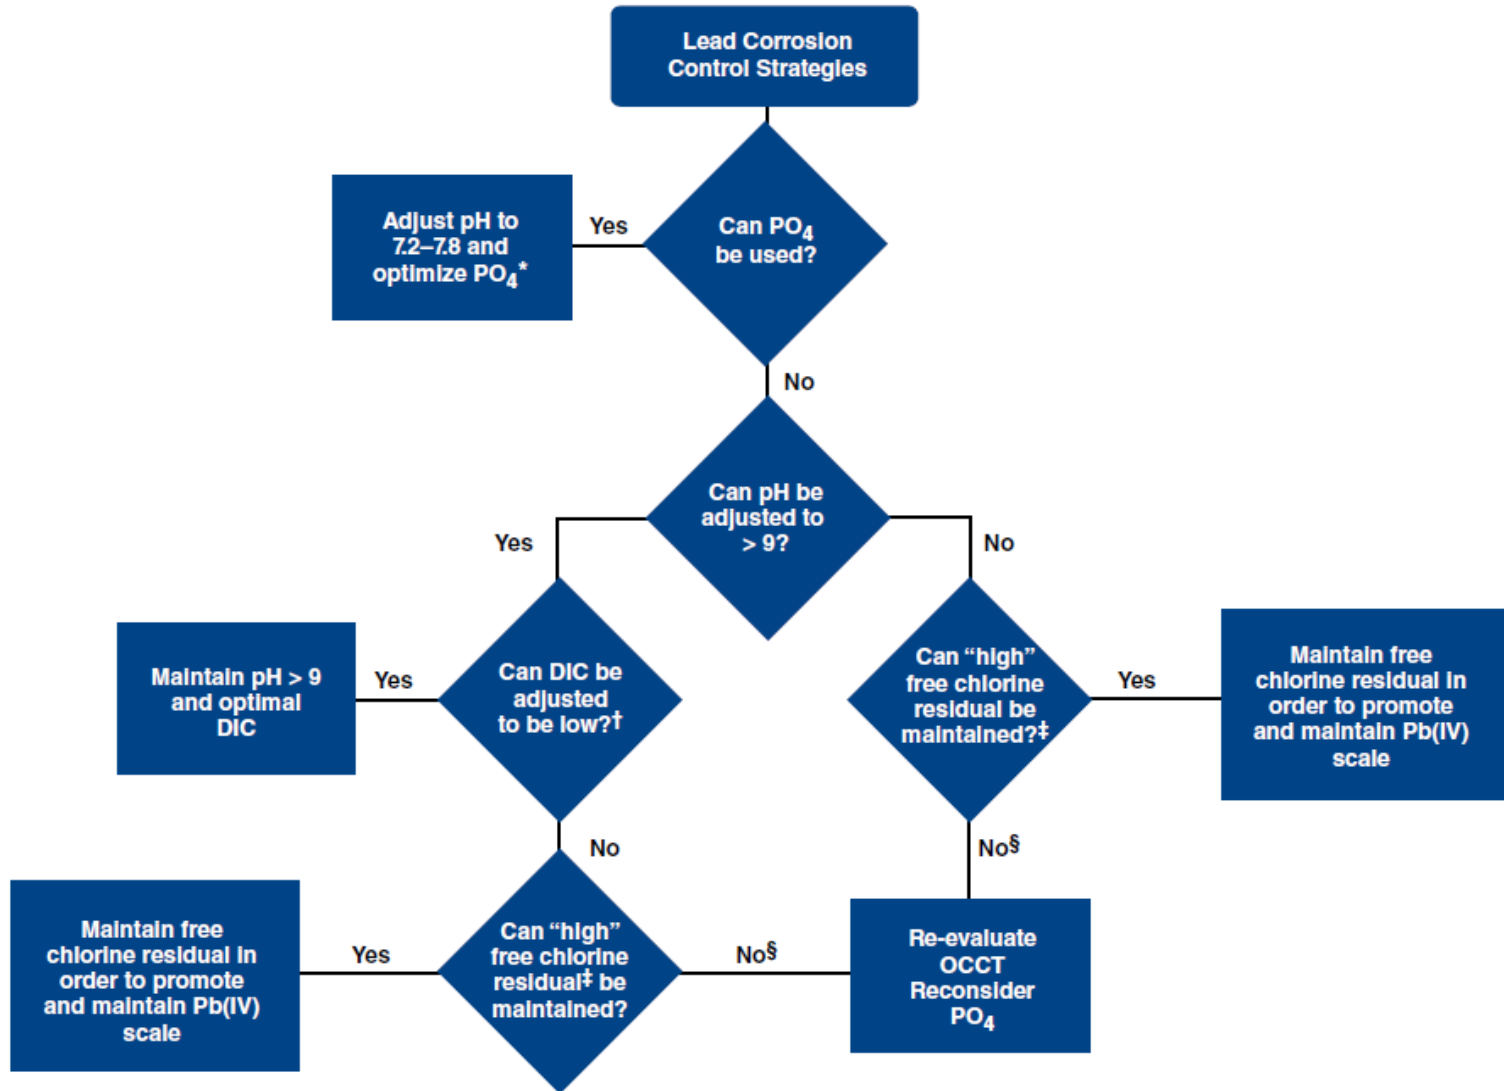 Lead Corrosion
Control Strategies
Can PO4
be used?
Yes
Adjust pH to
7.2–7.8 and
optimize PO4*
No
Can pH be
adjusted to
> 9?
Yes
No
Can DIC be
adjusted
to be low?†
Yes
Maintain pH > 9
and optimal
DIC
Can “high”
free chlorine
residual be
maintained?‡
Yes
Maintain free
chlorine residual in
order to promote
and maintain Pb(IV)
scale
No
No§
Can “high”
free chlorine
residual‡ be
maintained?
Yes
Maintain free
chlorine residual in
order to promote
and maintain Pb(IV)
scale
No§
Re-evaluate
OCCT
Reconsider
PO4